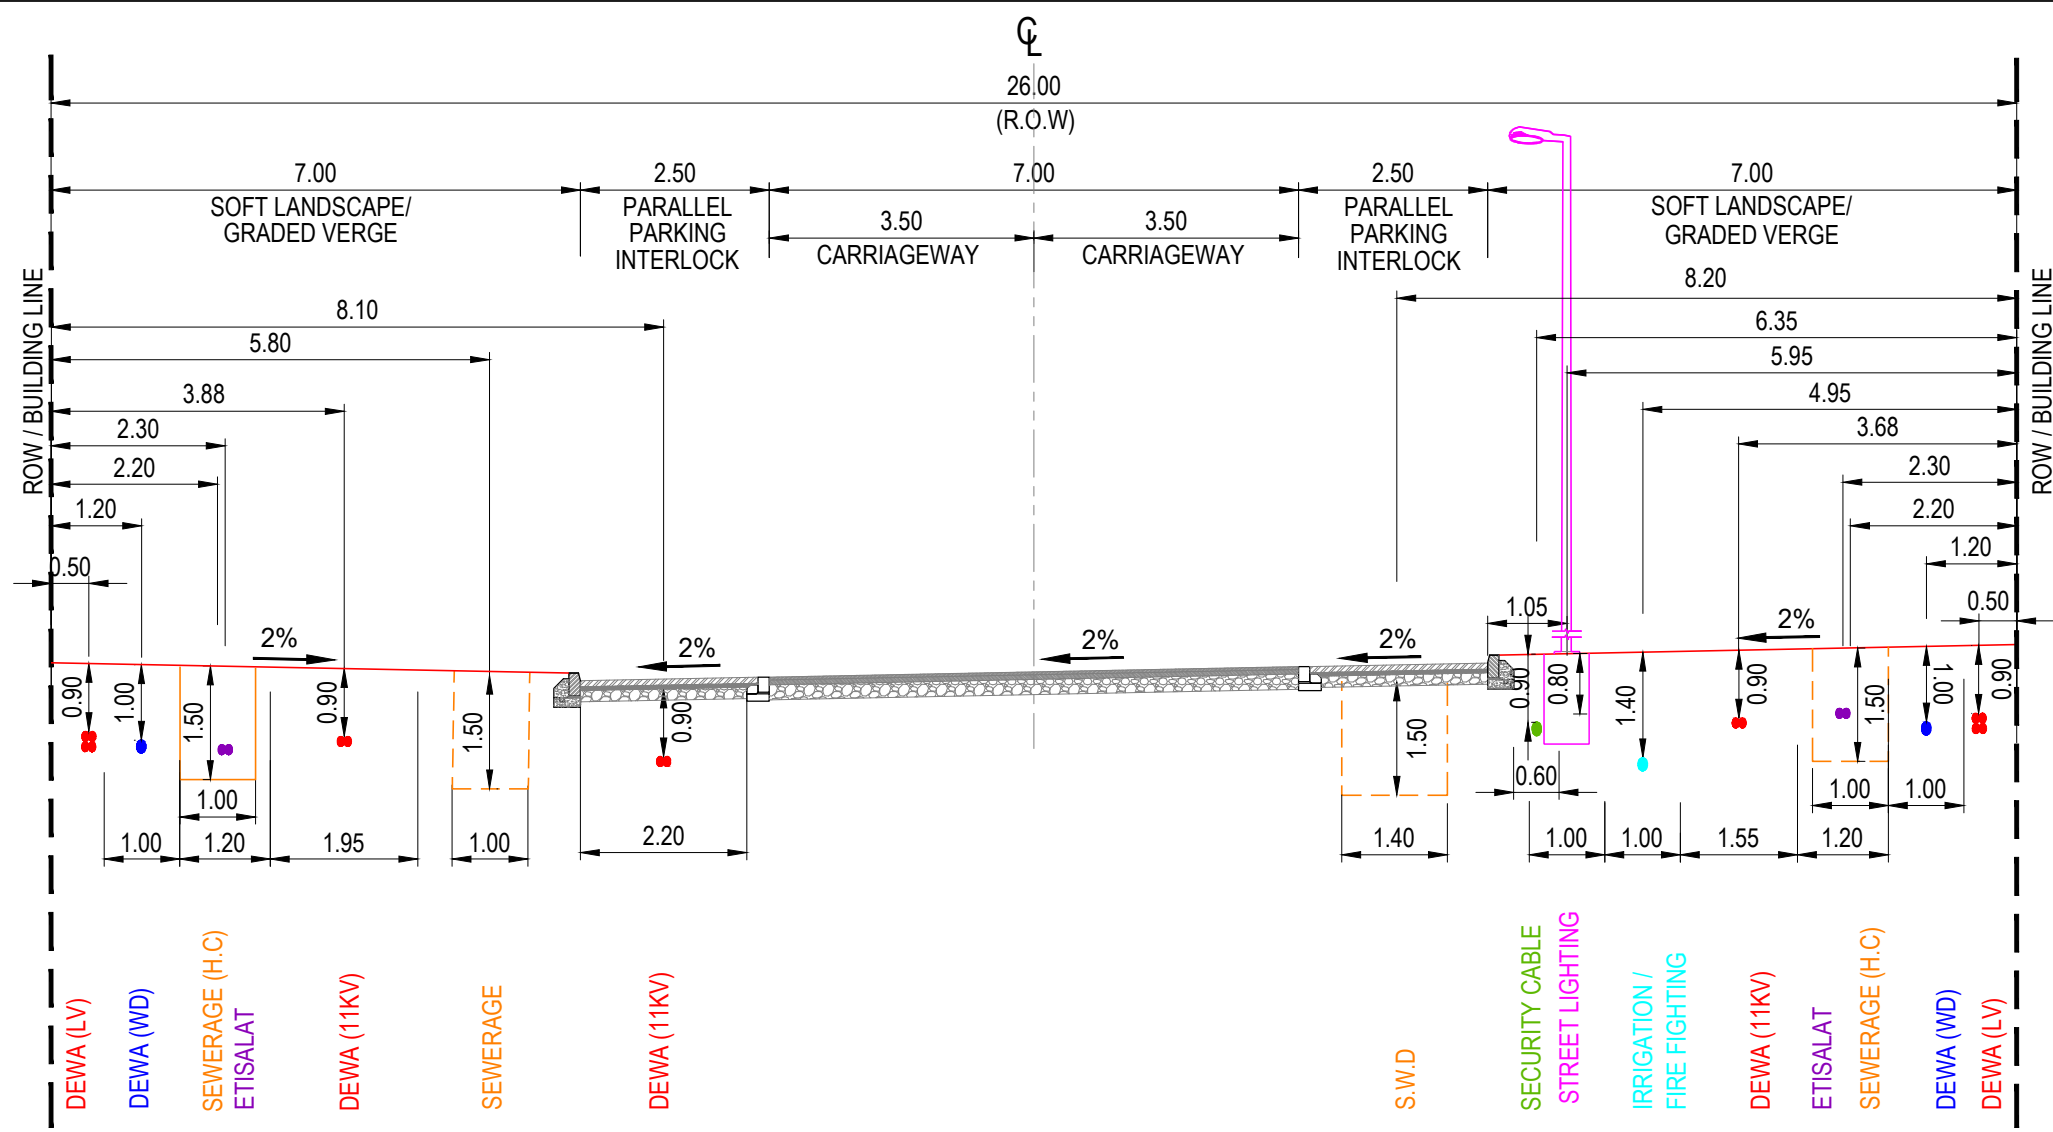 ℄
26.00
(R.O.W)
7.00
2.50
7.00
2.50
7.00
SOFT LANDSCAPE/
GRADED VERGE
PARALLEL
PARKING
INTERLOCK
3.50
CARRIAGEWAY
3.50
CARRIAGEWAY
PARALLEL
PARKING
INTERLOCK
SOFT LANDSCAPE/
GRADED VERGE
ROW / BUILDING LINE
ROW / BUILDING LINE
8.10
5.80
3.88
2.30
2.20
1.20
0.50
8.20
6.35
5.95
4.95
3.68
2.30
2.20
1.20
0.50
1.05
2%
2%
2%
2%
2%
0.90
1.00
1.50
0.90
1.50
0.90
1.50
0.90
0.80
1.40
0.90
1.50
1.00
0.90
1.00
0.60
1.00
1.00
1.00
1.20
1.95
1.00
2.20
1.40
1.00
1.00
1.55
1.20
DEWA (LV)
DEWA (WD)
SEWERAGE (H.C)
ETISALAT
DEWA (11KV)
SEWERAGE
DEWA (11KV)
S.W.D
SECURITY CABLE
STREET LIGHTING
IRRIGATION /
FIRE FIGHTING
DEWA (11KV)
ETISALAT
SEWERAGE (H.C)
DEWA (WD)
DEWA (LV)